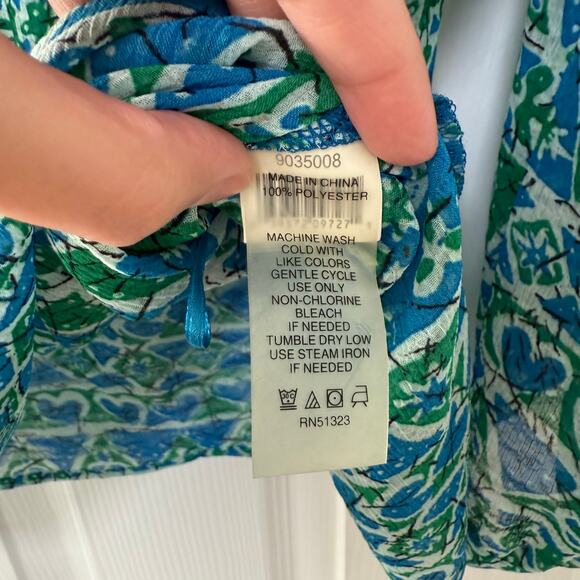 9035008
MADE IN CHINA
100% POLYESTER
MACHINE WASH
COLD WITH
LIKE COLORS
GENTLE CYCLE
USE ONLY
NON-CHLORINE
BLEACH
IF NEEDED
TUMBLE DRY LOW
USE STEAM IRON
IF NEEDED
30C
RN51323